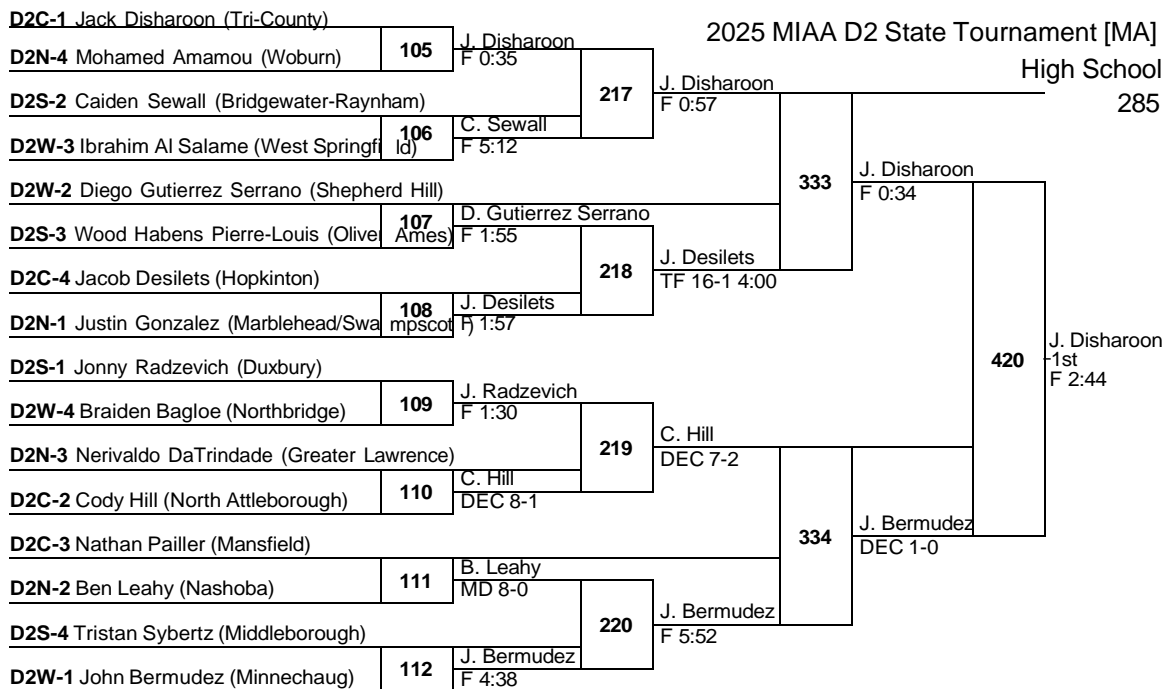 2025 MIAA D2 State Tournament [MA]
High School
285
D2C-1 Jack Disharoon (Tri-County)
D2N-4 Mohamed Amamou (Woburn)
D2S-2 Caiden Sewall (Bridgewater-Raynham)
D2W-3 Ibrahim Al Salame (West Springfi ld)
D2W-2 Diego Gutierrez Serrano (Shepherd Hill)
D2S-3 Wood Habens Pierre-Louis (Oliver Ames)
D2C-4 Jacob Desilets (Hopkinton)
D2N-1 Justin Gonzalez (Marblehead/Swa mpscot )
D2S-1 Jonny Radzevich (Duxbury)
D2W-4 Braiden Bagloe (Northbridge)
D2N-3 Nerivaldo DaTrindade (Greater Lawrence)
D2C-2 Cody Hill (North Attleborough)
D2C-3 Nathan Pailler (Mansfield)
D2N-2 Ben Leahy (Nashoba)
D2S-4 Tristan Sybertz (Middleborough)
D2W-1 John Bermudez (Minnechaug)
105
J. Disharoon
F 0:35
106
C. Sewall
F 5:12
107
D. Gutierrez Serrano
F 1:55
108
J. Desilets
F 1:57
109
J. Radzevich
F 1:30
110
C. Hill
DEC 8-1
111
B. Leahy
MD 8-0
112
J. Bermudez
F 4:38
217
J. Disharoon
F 0:57
218
J. Desilets
TF 16-1 4:00
219
C. Hill
DEC 7-2
220
J. Bermudez
F 5:52
333
J. Disharoon
F 0:34
334
J. Bermudez
DEC 1-0
420
J. Disharoon
1st
F 2:44